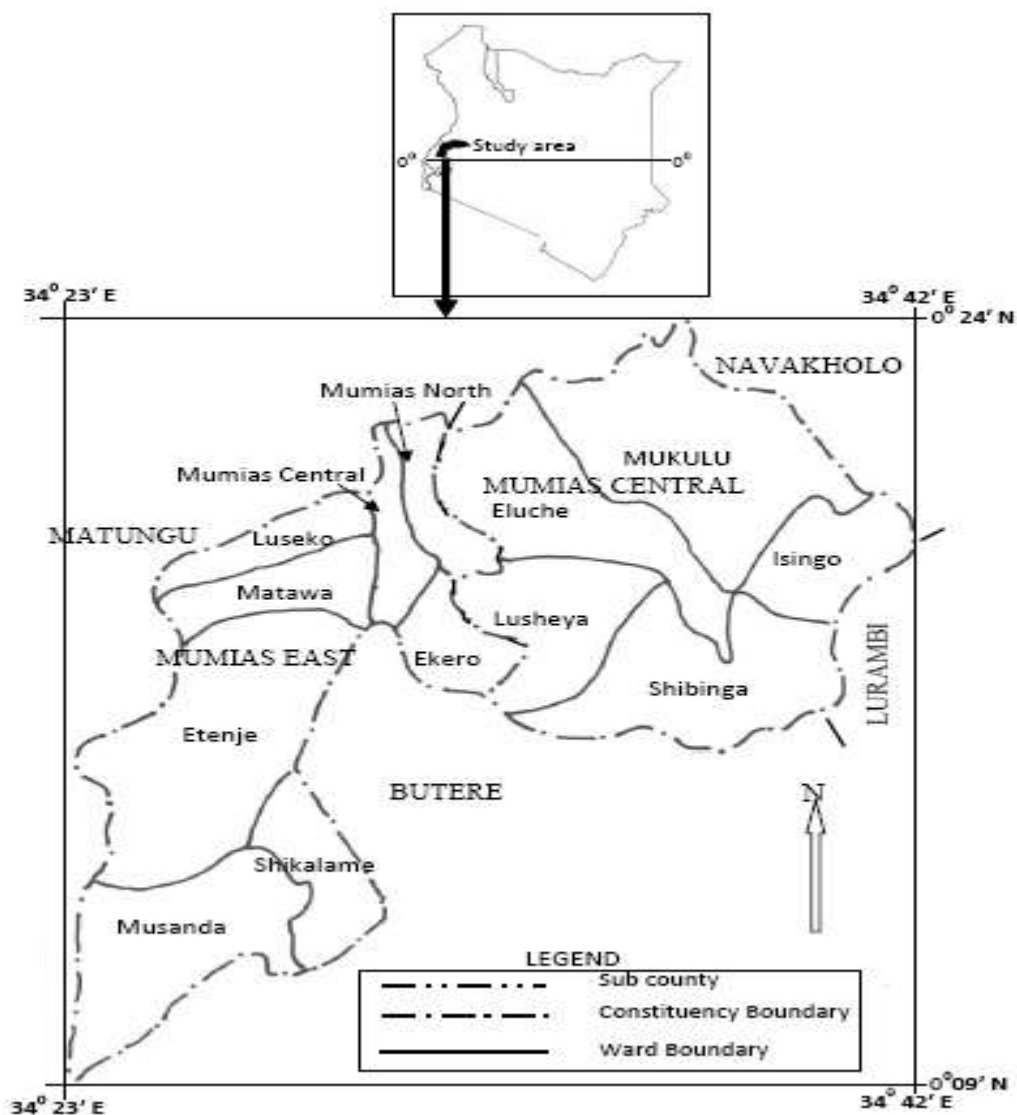 Study area
0° 0°
34° 23′ E 34° 42′ E
0° 24′ N
NAVAKHOLO
Mumias North
MUKULU
Mumias Central
MUMIAS CENTRAL
Eluche
MATUNGU
Luseko
Isingo
Matawa
Lusheya
MUMIAS EAST
Ekero
LURAMBI
Shibinga
Etenje
BUTERE
N
Shikalame
Musanda
LEGEND
Sub county
Constituency Boundary
Ward Boundary
0° 09′ N
34° 23′ E 34° 42′ E